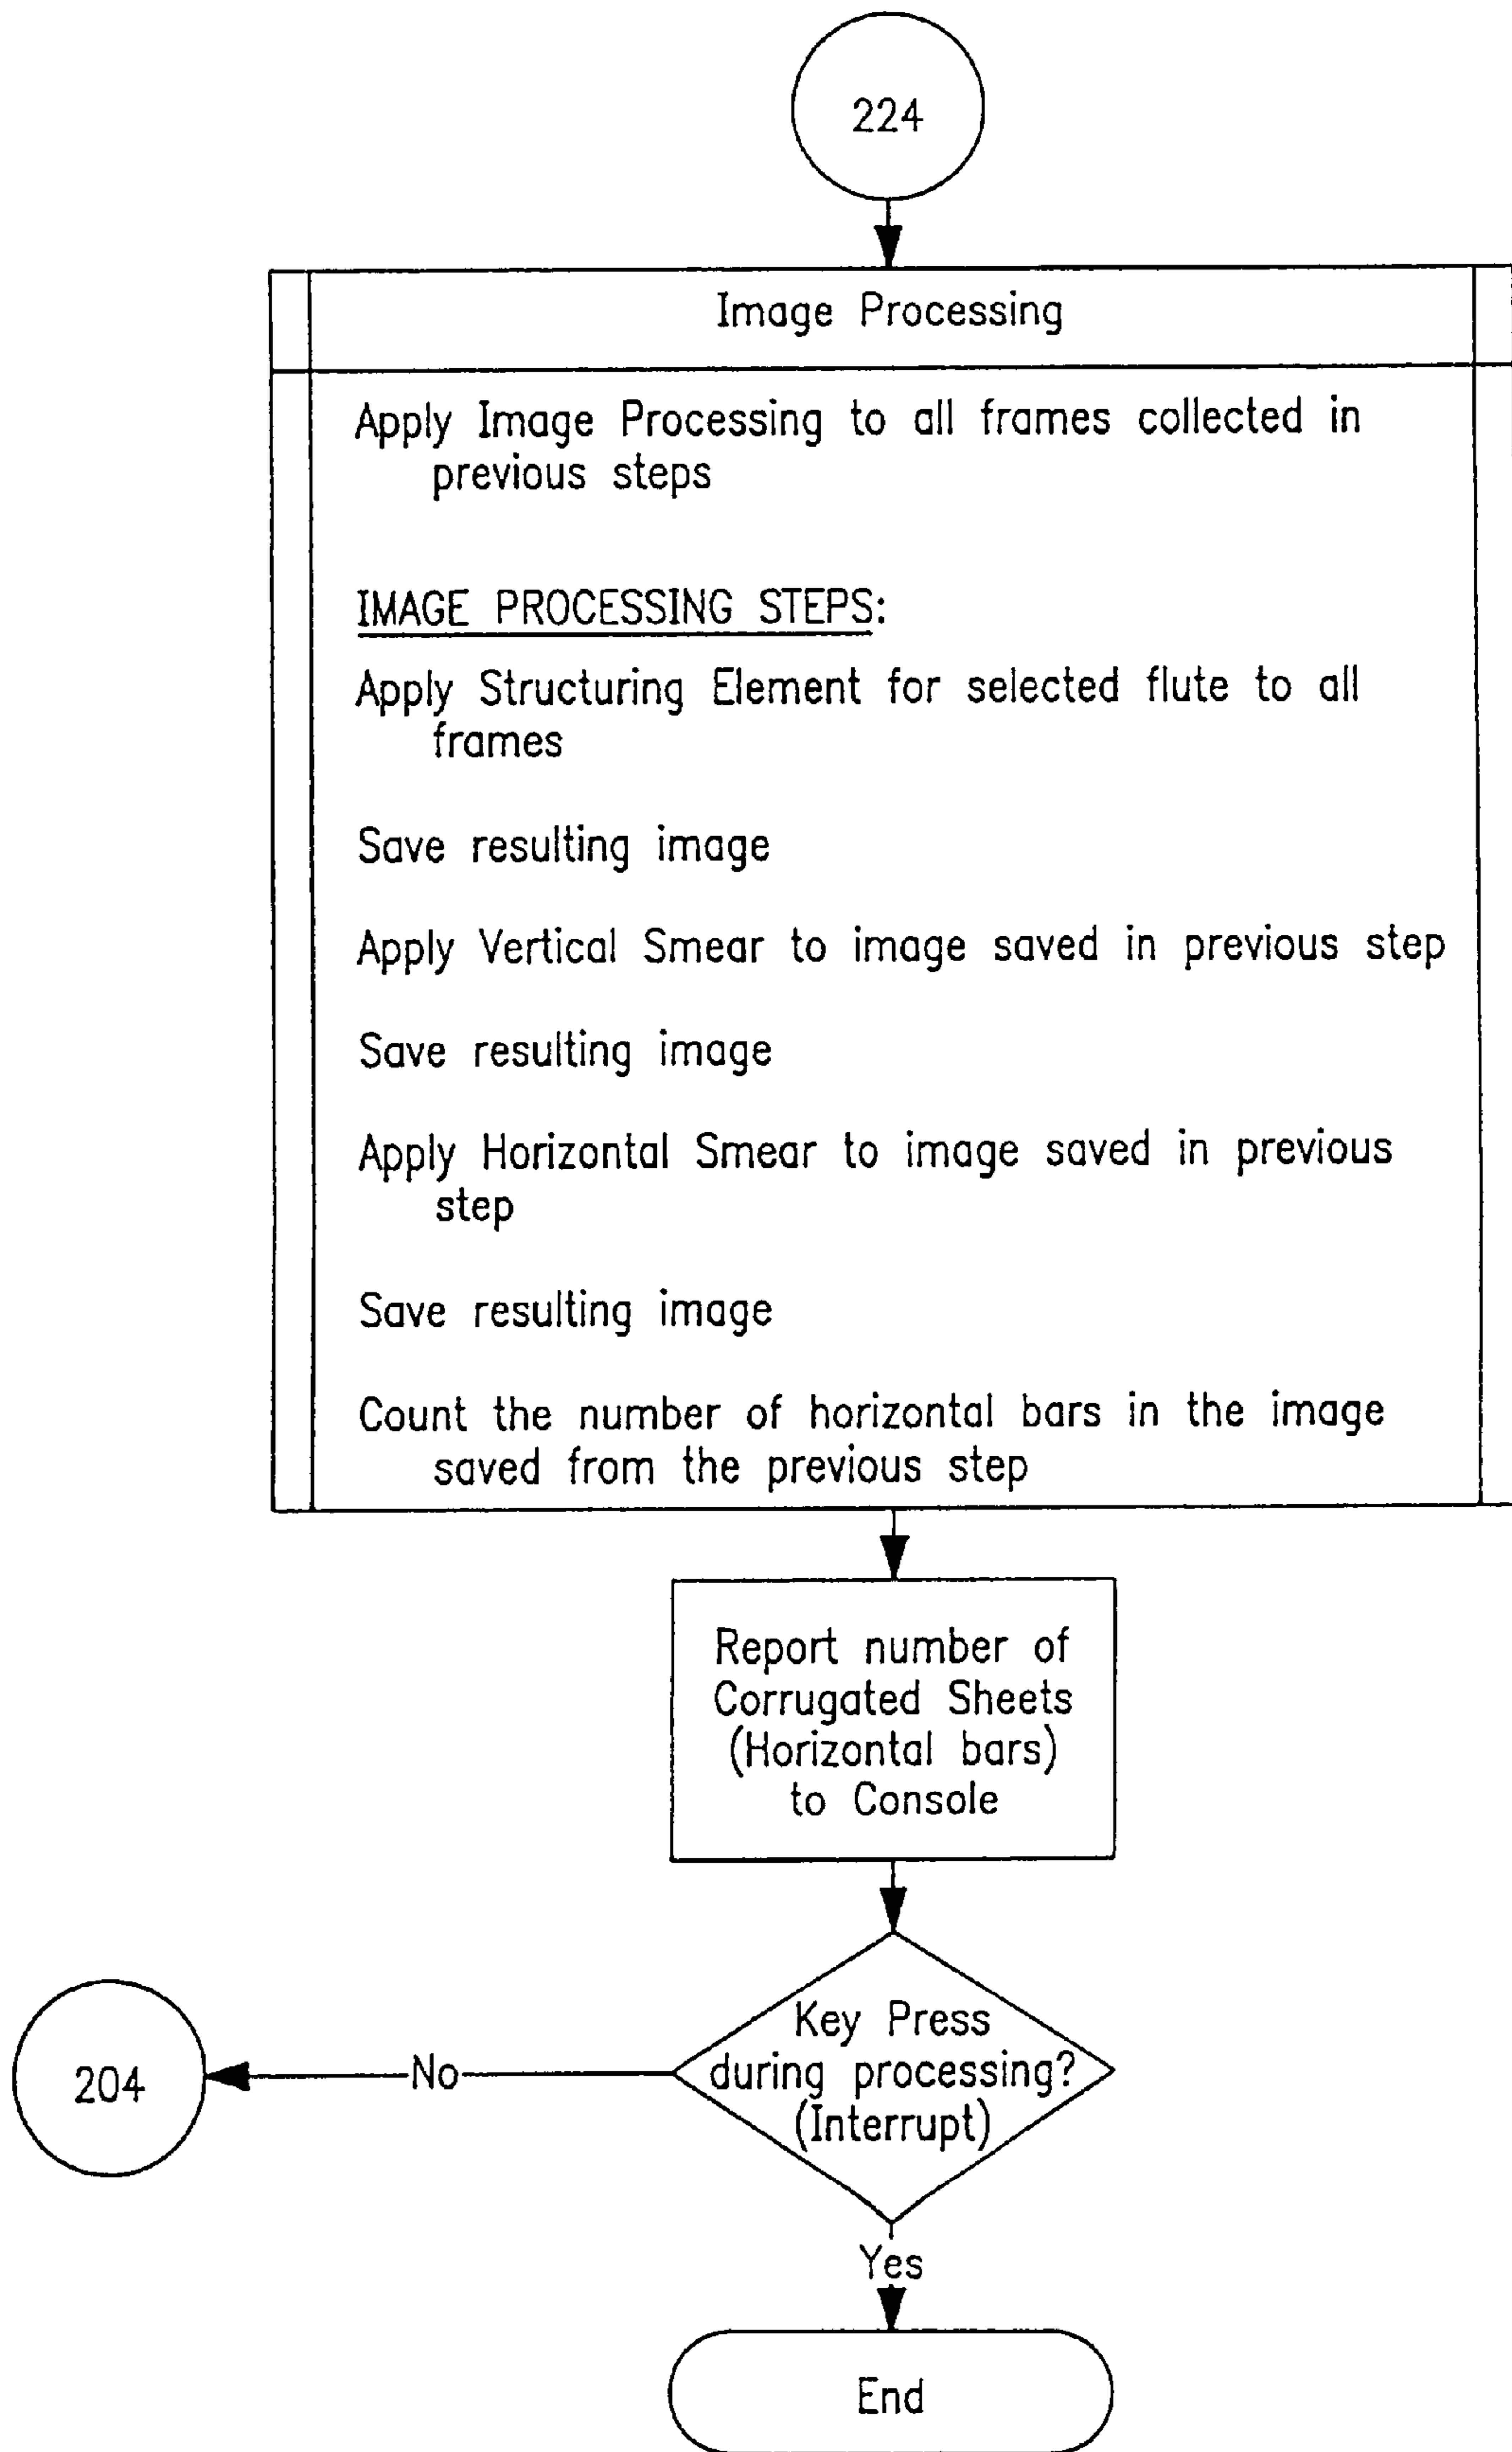 224
Image Processing
Apply Image Processing to all frames collected in
previous steps
IMAGE PROCESSING STEPS:
Apply Structuring Element for selected flute to all
frames
Save resulting image
Apply Vertical Smear to image saved in previous step
Save resulting image
Apply Horizontal Smear to image saved in previous
step
Save resulting image
Count the number of horizontal bars in the image
saved from the previous step
Report number of
Corrugated Sheets
(Horizontal bars)
to Console
Key Press
during processing?
(Interrupt)
No
204
Yes
End